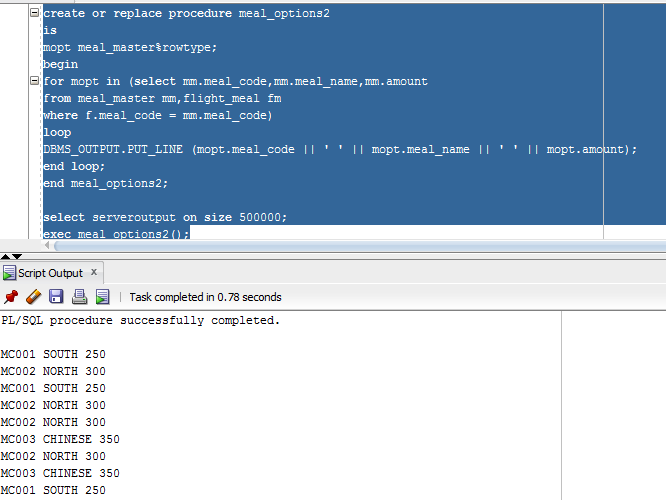 create or replace procedure meal_options2
is
mopt meal_master%rowtype;
begin
for mopt in (select mm.meal_code,mm.meal_name,mm.amount
from meal_master mm,flight_meal fm
where f.meal_code = mm.meal_code)
loop
DBMS_OUTPUT.PUT_LINE (mopt.meal_code || ' ' || mopt.meal_name || ' ' || mopt.amount);
end loop;
end meal_options2;
select serveroutput on size 500000;
exec meal_options2();
Script Output x
Task completed in 0.78 seconds
PL/SQL procedure successfully completed.
MC001 SOUTH 250
MC002 NORTH 300
MC001 SOUTH 250
MC002 NORTH 300
MC002 NORTH 300
MC003 CHINESE 350
MC002 NORTH 300
MC003 CHINESE 350
MC001 SOUTH 250